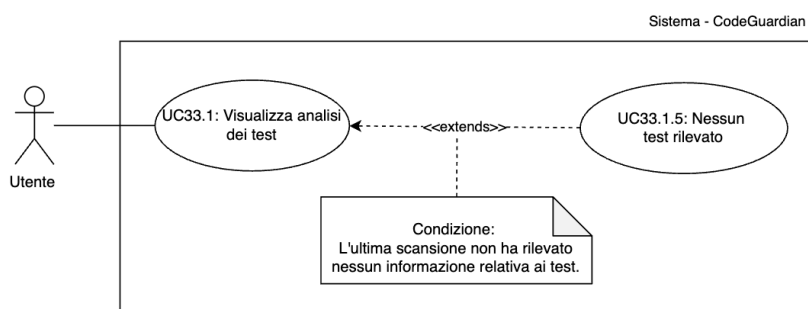 Sistema - CodeGuardian
UC33.1: Visualizza analisi
dei test
<<extends>>
UC33.1.5: Nessun
test rilevato
Utente
Condizione:
L'ultima scansione non ha rilevato
nessun informazione relativa ai test.